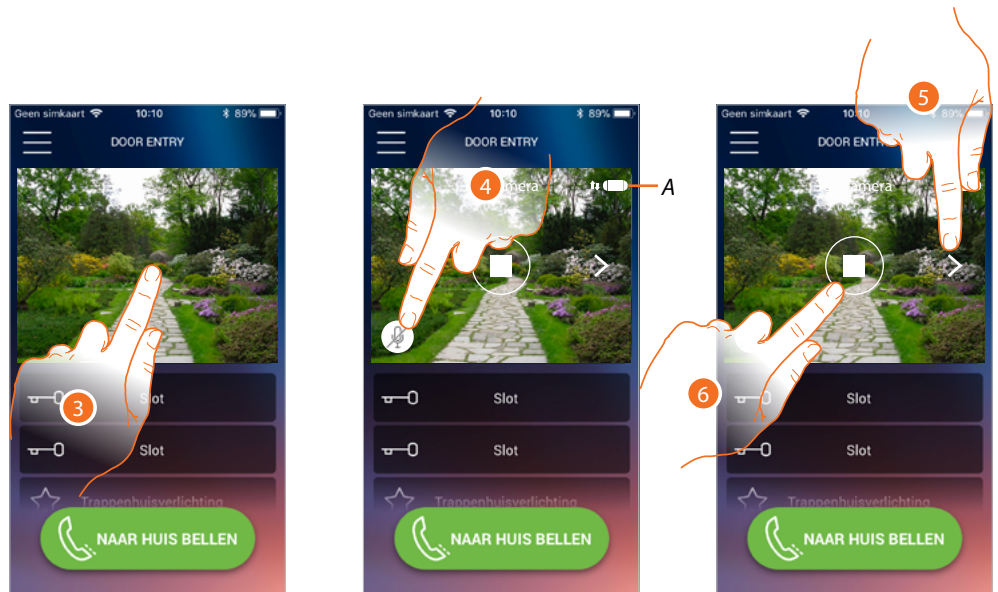 Geen simkaart 10:10 89%
DOOR ENTRY
3
Slot
Slot
Trappenhuisverlichting
NAAR HUIS BELLEN
Geen simkaart 10:10 89%
DOOR ENTRY
4
A
Slot
Slot
Trappenhuisverlichting
NAAR HUIS BELLEN
5
Geen simkaart 10:10 89%
DOOR ENTRY
6
Slot
Slot
Trappenhuisverlichting
NAAR HUIS BELLEN